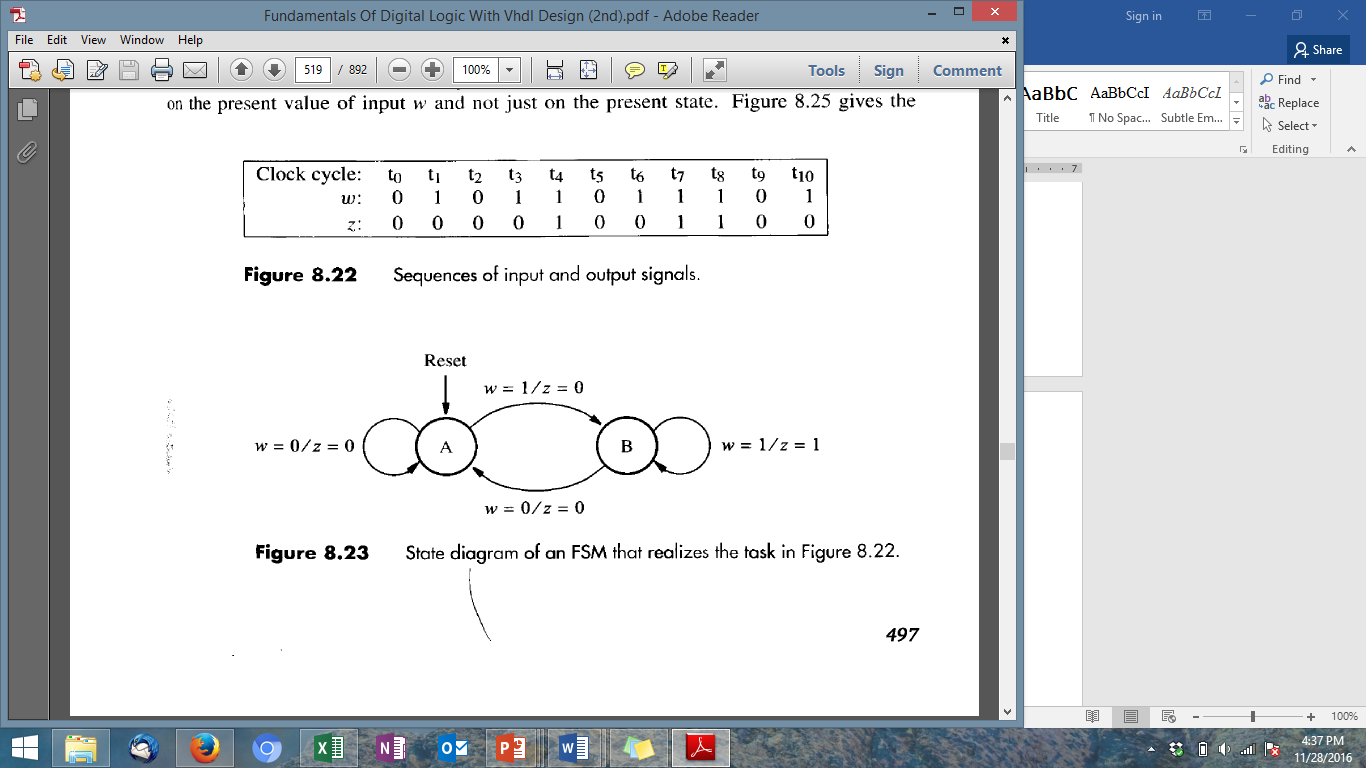 Fundamentals Of Digital Logic With Vhdl Design (2nd).pdf - Adobe Reader
Sign in
File Edit View Window Help
Share
519 / 892 100% Tools Sign Comment
on the present value of input w and not just on the present state. Figure 8.25 gives the
AaBbC AaBbCcI AaBbCcI
Title ¶ No Spac... Subtle Em...
Find
Replace
Select
Editing
7
Clock cycle: t0 t1 t2 t3 t4 t5 t6 t7 t8 t9 t10
w: 0 1 0 1 1 0 1 1 1 0 1
z: 0 0 0 0 1 0 0 1 1 0 0
Figure 8.22 Sequences of input and output signals.
Reset
w = 1/z = 0
w = 0/z = 0 A B w = 1/z = 1
w = 0/z = 0
Figure 8.23 State diagram of an FSM that realizes the task in Figure 8.22.
497
100%
4:37 PM
11/28/2016